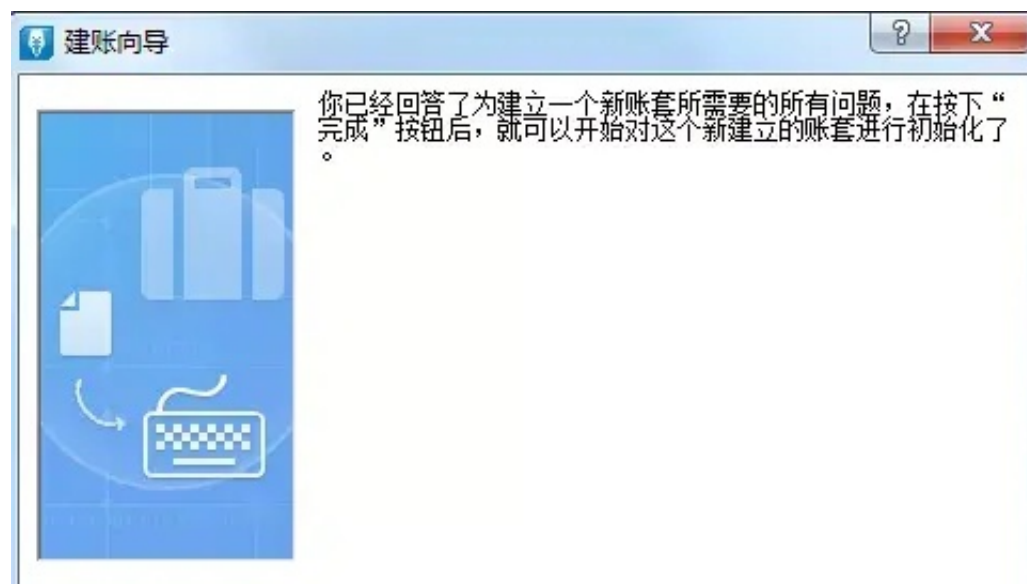 建账向导
你已经回答了为建立一个新账套所需要的所有问题，在按下“
完成”按钮后，就可以开始对这个新建立的账套进行初始化了
。